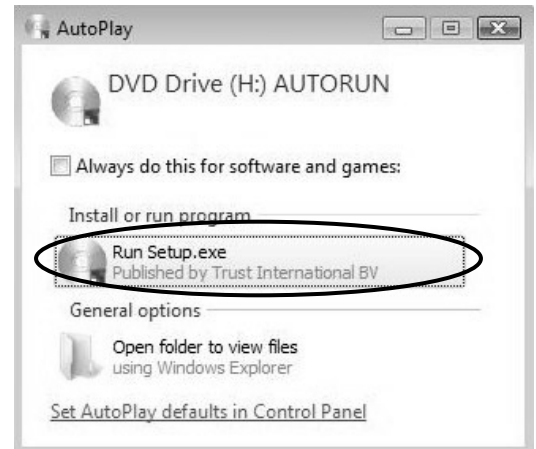 AutoPlay
DVD Drive (H:) AUTORUN
Always do this for software and games:
Install or run program
Run Setup.exe
Published by Trust International BV
General options
Open folder to view files
using Windows Explorer
Set AutoPlay defaults in Control Panel